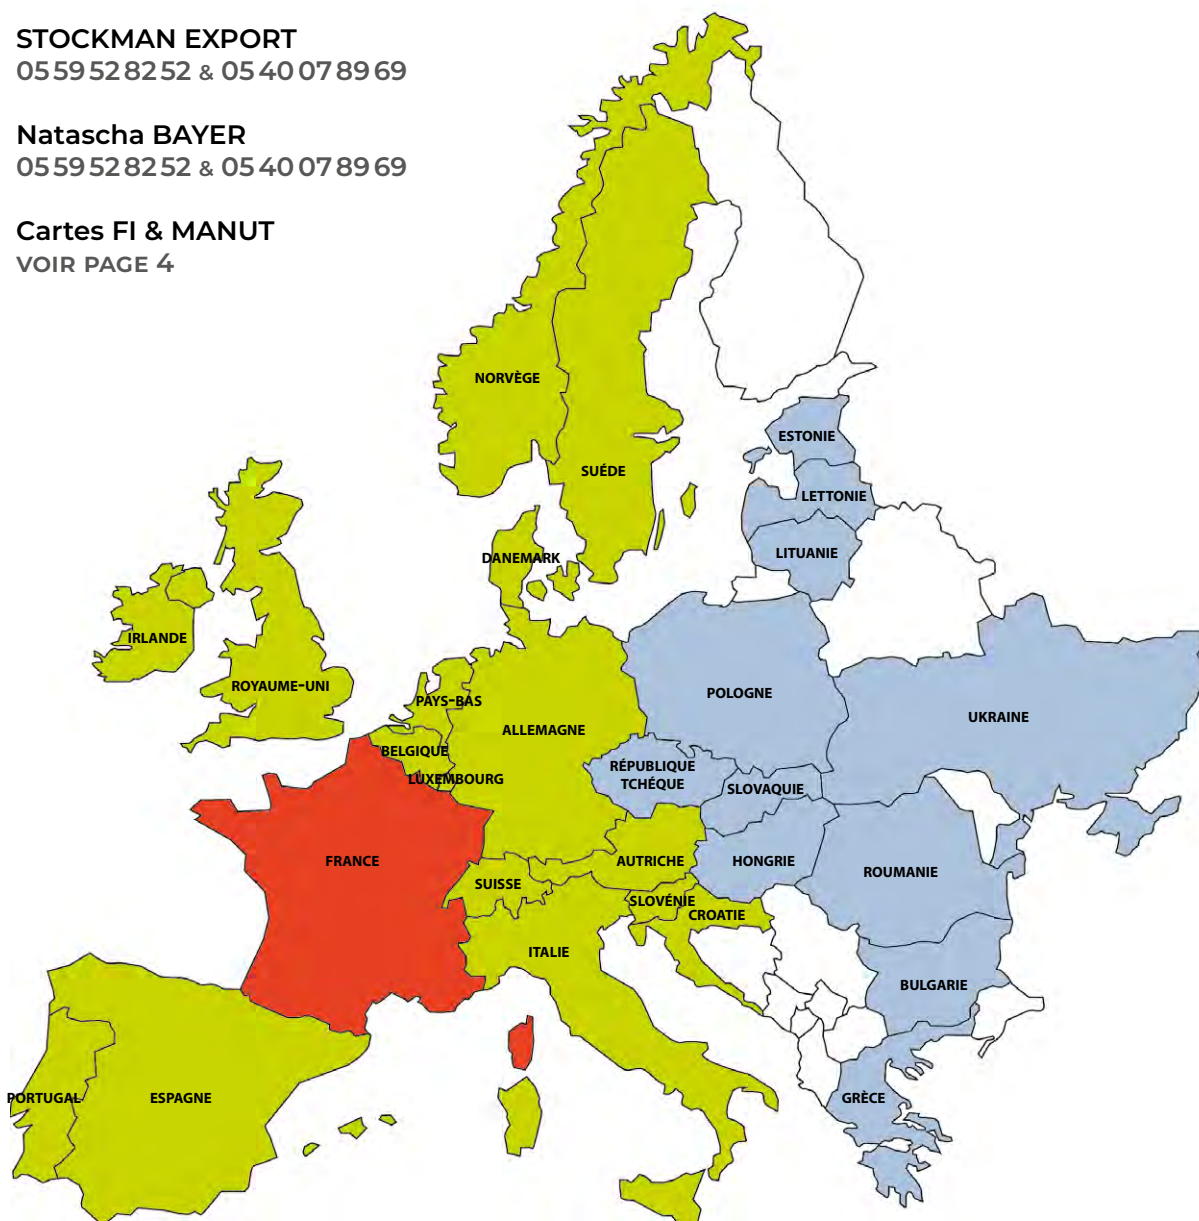 STOCKMAN EXPORT
05 59 52 82 52 & 05 40 07 89 69
Natascha BAYER
05 59 52 82 52 & 05 40 07 89 69
Cartes FI & MANUT
VOIR PAGE 4
NORVÈGE
ESTONIE
SUÉDE
LETTONIE
LITUANIE
DANEMARK
IRLANDE
ROYAUME-UNI
PAYS-BAS
POLOGNE
UKRAINE
ALLEMAGNE
BELGIQUE
LUXEMBOURG
RÉPUBLIQUE
TCHÉQUE
SLOVAQUIE
FRANCE
AUTRICHE
HONGRIE
ROUMANIE
SUISSE
SLOVÉNIE
CROATIE
ITALIE
BULGARIE
PORTUGAL
ESPAGNE
GRÈCE